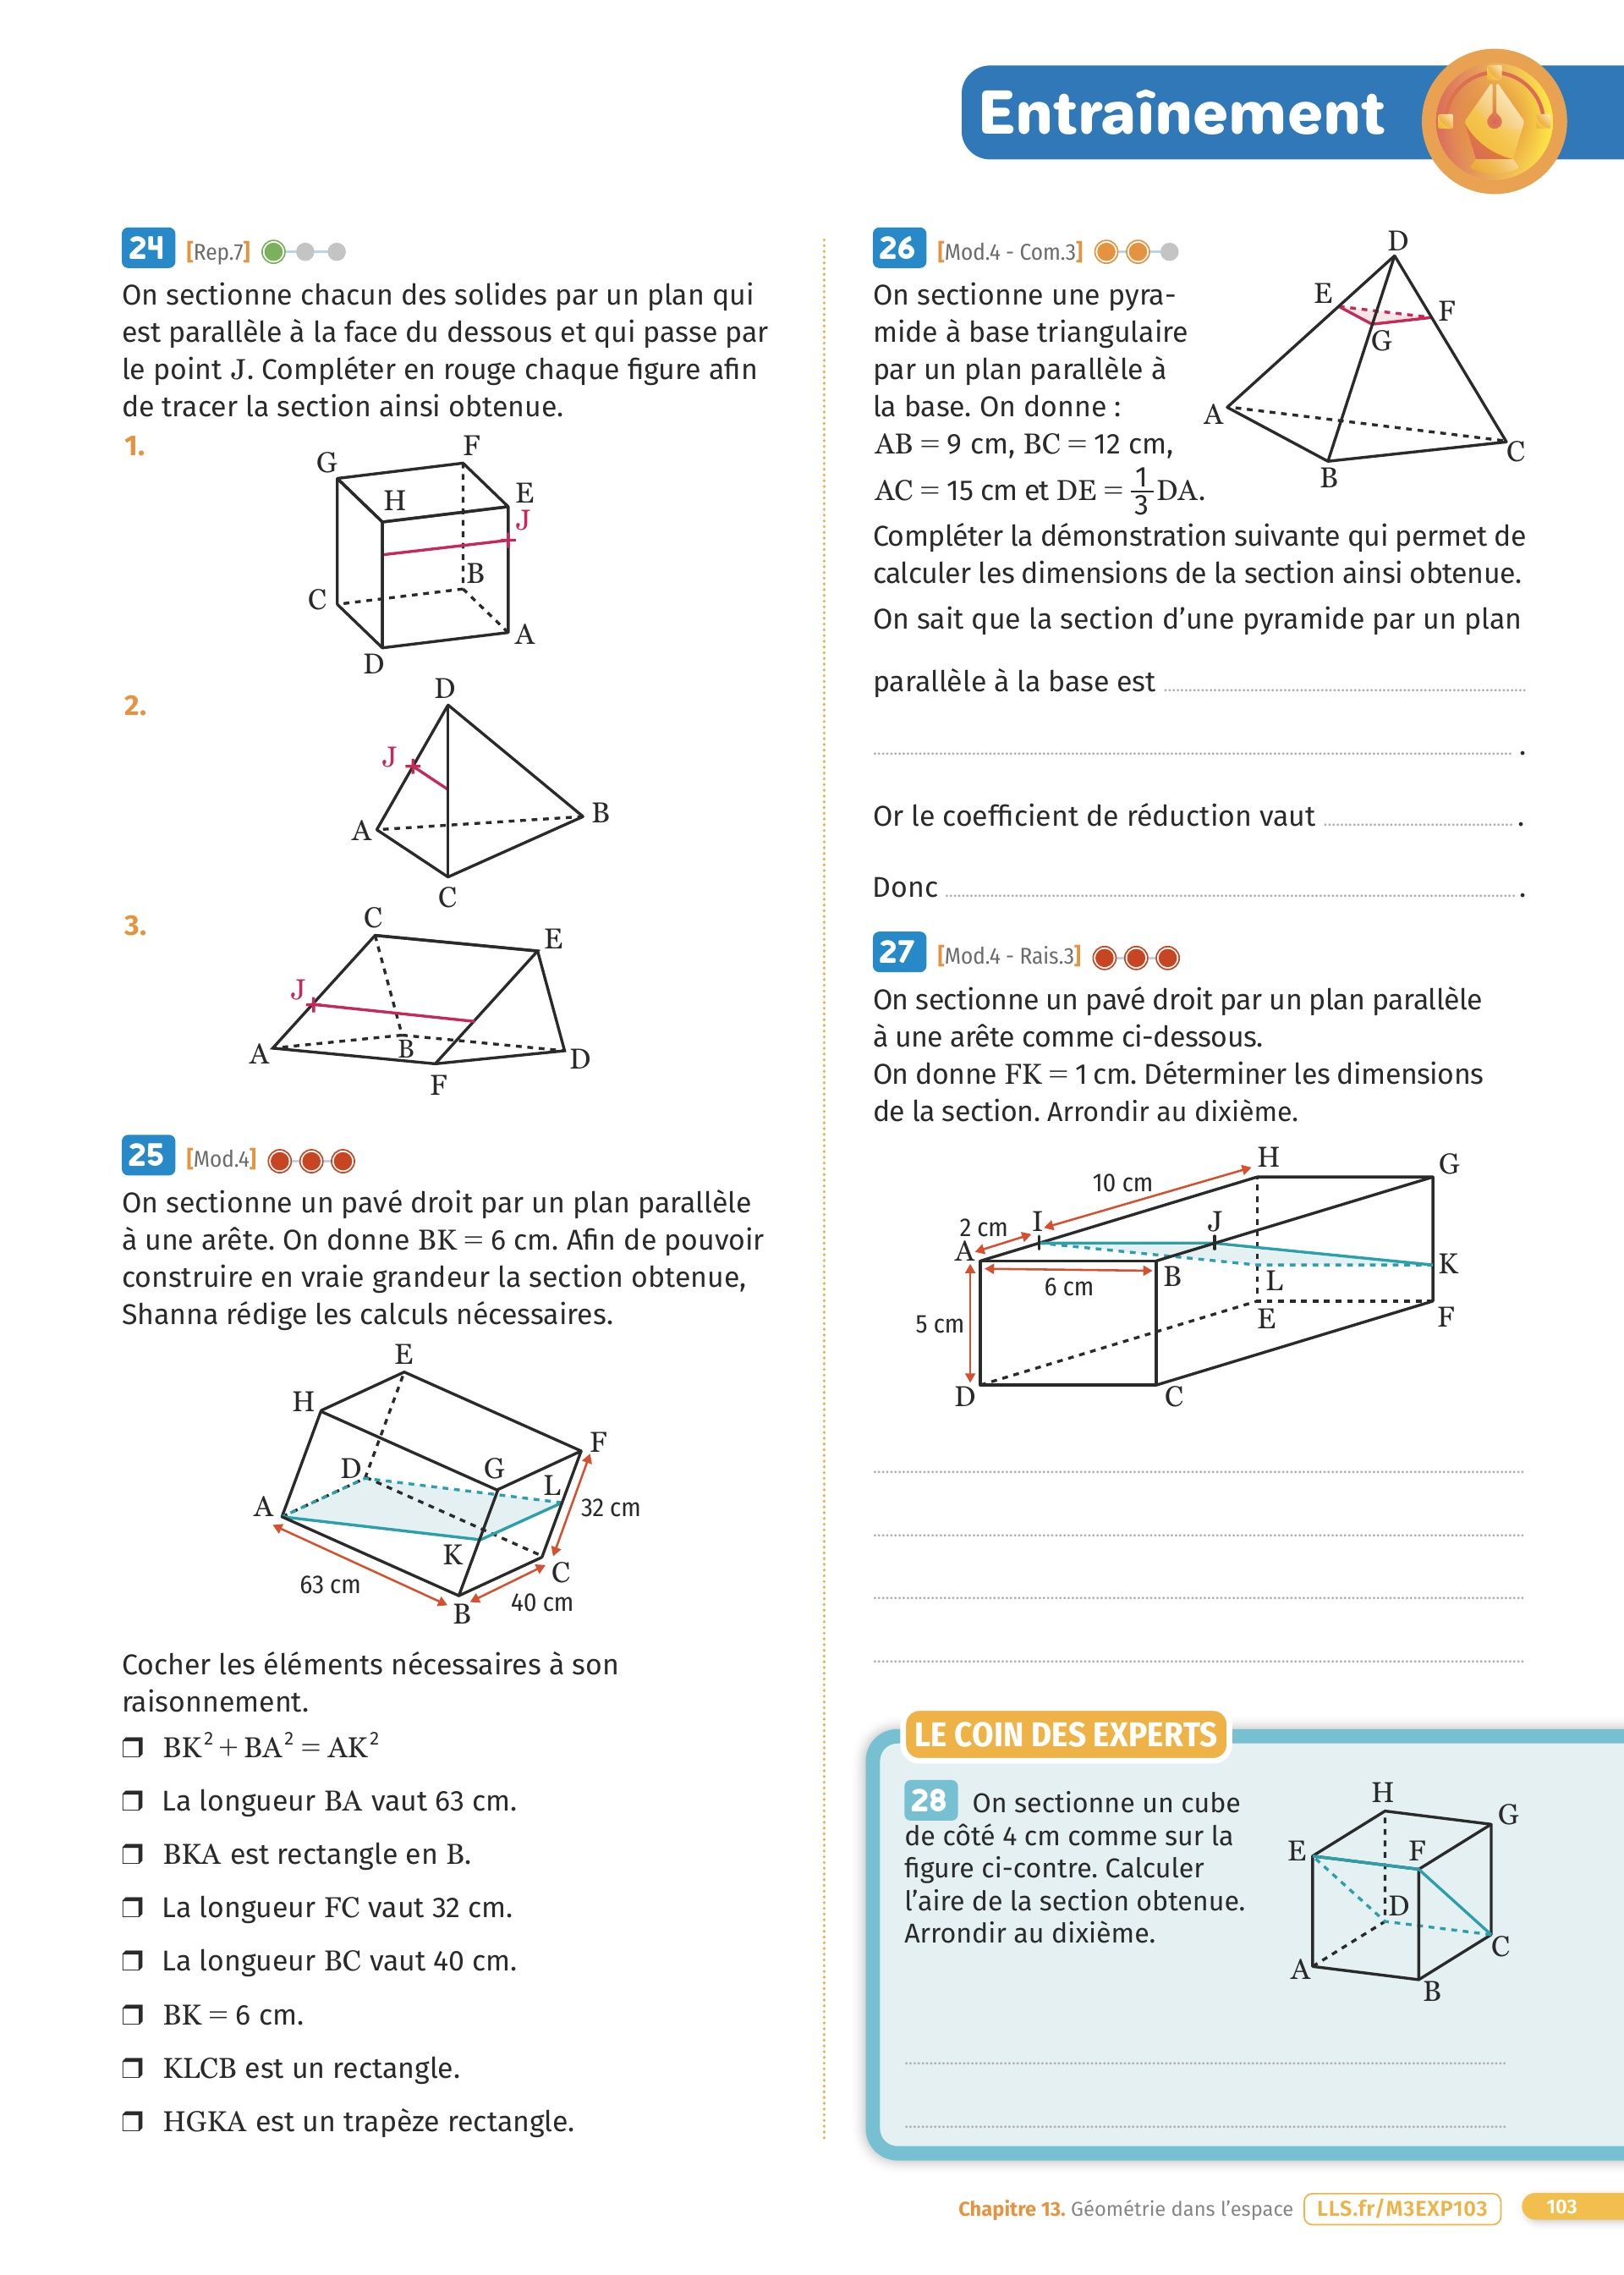 Entraînement
24 [Rep.7]
On sectionne chacun des solides par un plan qui
est parallèle à la face du dessous et qui passe par
le point J. Compléter en rouge chaque figure afin
de tracer la section ainsi obtenue.
1.
G
F
H
E
J
B
C
A
D
2.
D
J
A
B
C
3.
C
E
J
A
B
D
F
25 [Mod.4]
On sectionne un pavé droit par un plan parallèle
à une arête. On donne BK = 6 cm. Afin de pouvoir
construire en vraie grandeur la section obtenue,
Shanna rédige les calculs nécessaires.
E
H
F
D
G
L
A
32 cm
K
C
63 cm
40 cm
B
Cocher les éléments nécessaires à son
raisonnement.
❐ BK² + BA² = AK²
❐ La longueur BA vaut 63 cm.
❐ BKA est rectangle en B.
❐ La longueur FC vaut 32 cm.
❐ La longueur BC vaut 40 cm.
❐ BK = 6 cm.
❐ KLCB est un rectangle.
❐ HGKA est un trapèze rectangle.
26 [Mod.4 - Com.3]
On sectionne une pyra-
mide à base triangulaire
par un plan parallèle à
la base. On donne :
AB = 9 cm, BC = 12 cm,
AC = 15 cm et DE = 1/3 DA.
D
E
F
G
A
C
B
Compléter la démonstration suivante qui permet de
calculer les dimensions de la section ainsi obtenue.
On sait que la section d’une pyramide par un plan
parallèle à la base est
.
Or le coefficient de réduction vaut .
Donc .
27 [Mod.4 - Rais.3]
On sectionne un pavé droit par un plan parallèle
à une arête comme ci-dessous.
On donne FK = 1 cm. Déterminer les dimensions
de la section. Arrondir au dixième.
H
G
10 cm
2 cm
I
J
A
B
K
6 cm
L
5 cm
E
F
D
C
LE COIN DES EXPERTS
28 On sectionne un cube
de côté 4 cm comme sur la
figure ci-contre. Calculer
l’aire de la section obtenue.
Arrondir au dixième.
H
G
E
F
D
C
A
B
Chapitre 13. Géométrie dans l’espace LLS.fr/M3EXP103 103